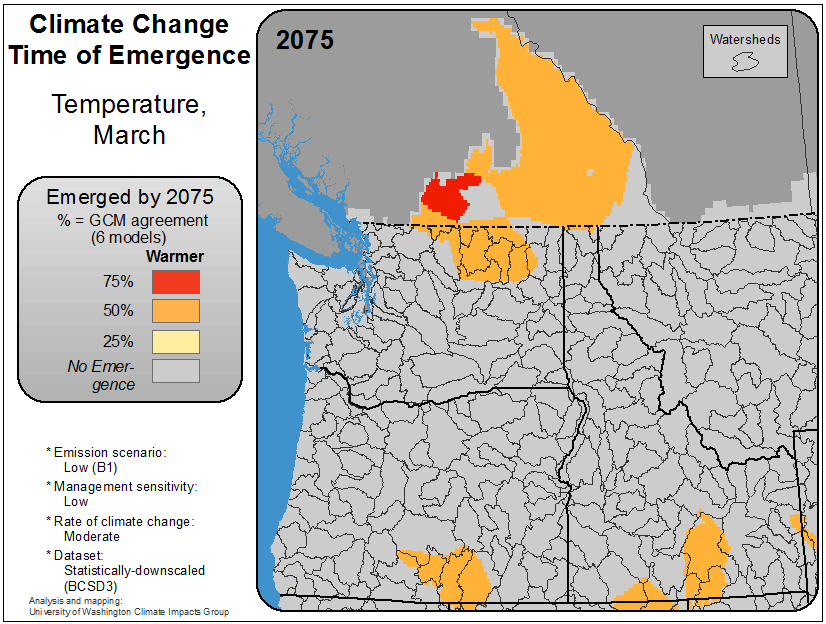 Climate Change
Time of Emergence
Temperature,
March
Emerged by 2075
% = GCM agreement
(6 models)
Warmer
75%
50%
25%
No Emer-
gence
* Emission scenario:
Low (B1)
* Management sensitivity:
Low
* Rate of climate change:
Moderate
* Dataset:
Statistically-downscaled
(BCSD3)
Analysis and mapping:
University of Washington Climate Impacts Group
2075
Watersheds